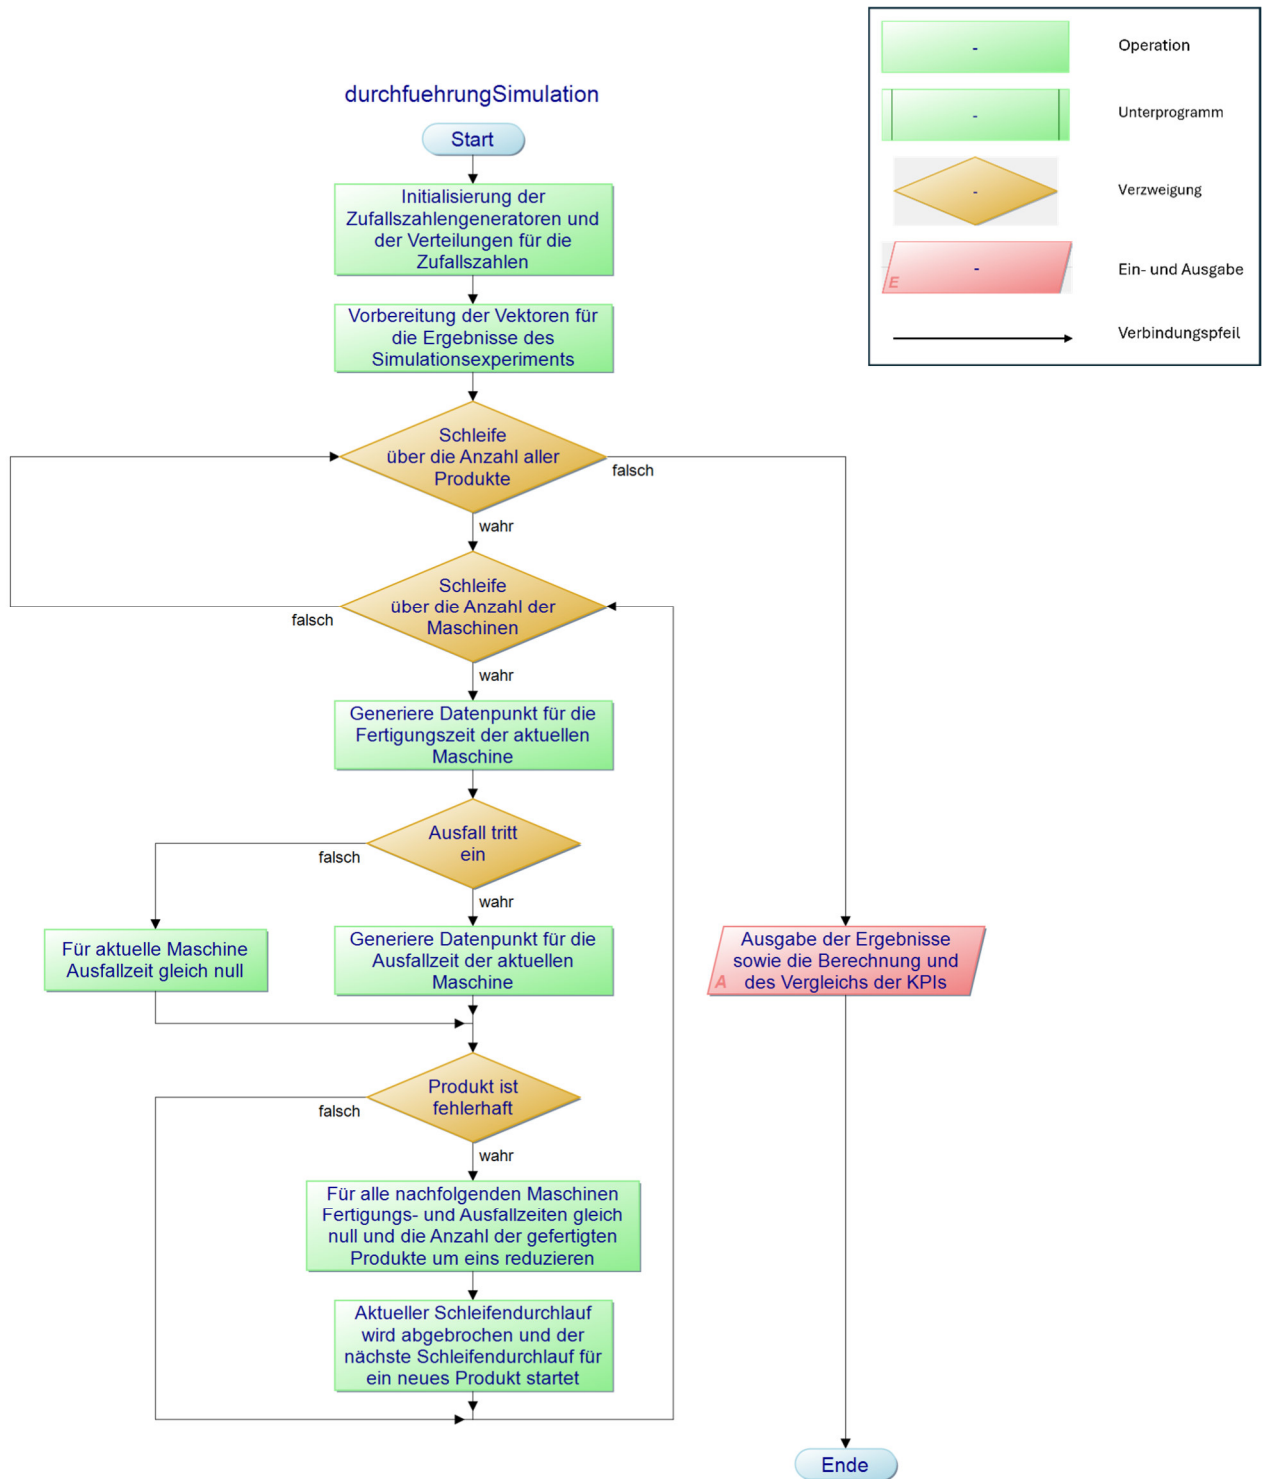 durchfuehrungSimulation
Start
Initialisierung der
Zufallszahlengeneratoren und
der Verteilungen für die
Zufallszahlen
Vorbereitung der Vektoren für
die Ergebnisse des
Simulationsexperiments
Schleife
über die Anzahl aller
Produkte
falsch
wahr
Schleife
über die Anzahl der
Maschinen
falsch
wahr
Generiere Datenpunkt für die
Fertigungszeit der aktuellen
Maschine
Ausfall tritt
ein
falsch
wahr
Für aktuelle Maschine
Ausfallzeit gleich null
Generiere Datenpunkt für die
Ausfallzeit der aktuellen
Maschine
Produkt ist
fehlerhaft
falsch
wahr
Für alle nachfolgenden Maschinen
Fertigungs- und Ausfallzeiten gleich
null und die Anzahl der gefertigten
Produkte um eins reduzieren
Aktueller Schleifendurchlauf
wird abgebrochen und der
nächste Schleifendurchlauf für
ein neues Produkt startet
Ausgabe der Ergebnisse
sowie die Berechnung und
A des Vergleichs der KPIs
Ende
-
Operation
-
Unterprogramm
-
Verzweigung
-
E
Ein- und Ausgabe
Verbindungspfeil